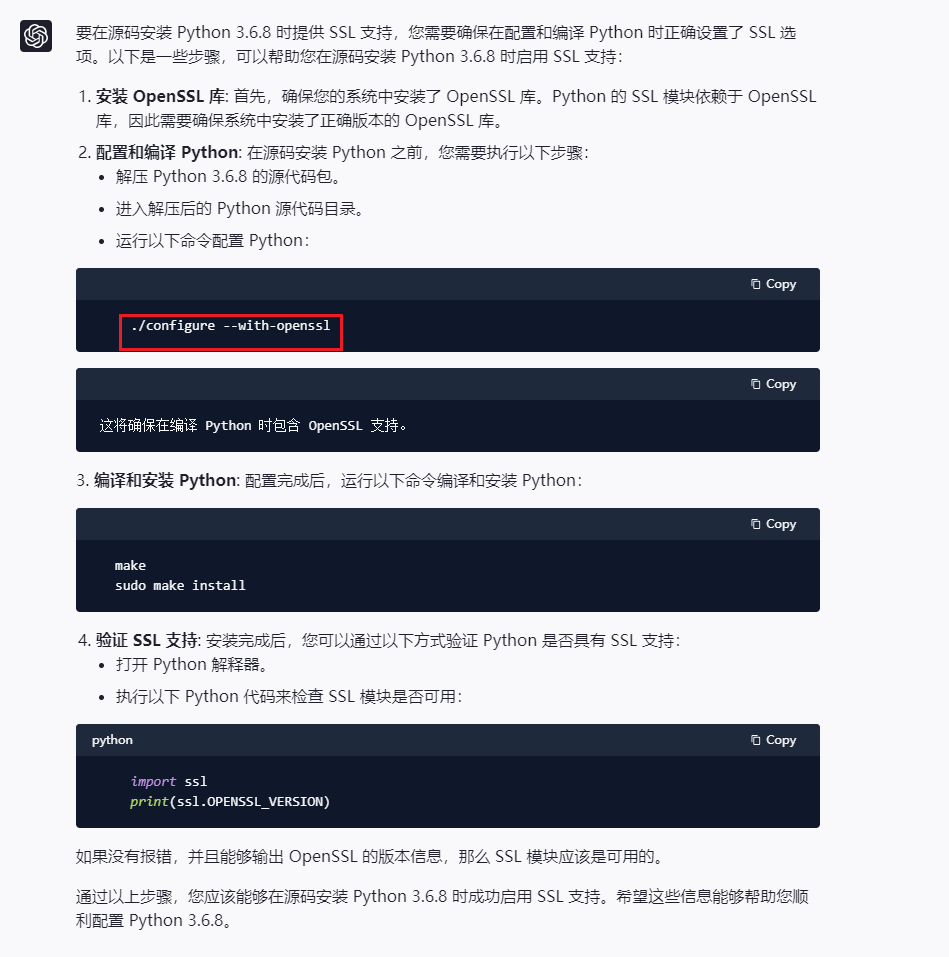 要在源码安装 Python 3.6.8 时提供 SSL 支持，您需要确保在配置和编译 Python 时正确设置了 SSL 选
项。以下是一些步骤，可以帮助您在源码安装 Python 3.6.8 时启用 SSL 支持：
1. 安装 OpenSSL 库: 首先，确保您的系统中安装了 OpenSSL 库。Python 的 SSL 模块依赖于 OpenSSL
库，因此需要确保系统中安装了正确版本的 OpenSSL 库。
2. 配置和编译 Python: 在源码安装 Python 之前，您需要执行以下步骤：
• 解压 Python 3.6.8 的源代码包。
• 进入解压后的 Python 源代码目录。
• 运行以下命令配置 Python：
Copy
./configure --with-openssl
Copy
这将确保在编译 Python 时包含 OpenSSL 支持。
3. 编译和安装 Python: 配置完成后，运行以下命令编译和安装 Python：
Copy
make
sudo make install
4. 验证 SSL 支持: 安装完成后，您可以通过以下方式验证 Python 是否具有 SSL 支持：
• 打开 Python 解释器。
• 执行以下 Python 代码来检查 SSL 模块是否可用：
python Copy
import ssl
print(ssl.OPENSSL_VERSION)
如果没有报错，并且能够输出 OpenSSL 的版本信息，那么 SSL 模块应该是可用的。
通过以上步骤，您应该能够在源码安装 Python 3.6.8 时成功启用 SSL 支持。希望这些信息能够帮助您顺
利配置 Python 3.6.8。